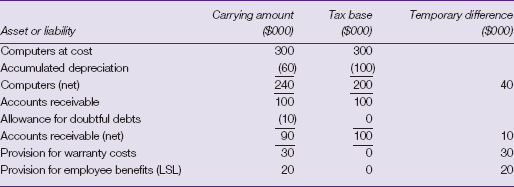 Asset or liability Carrying amount ($000) Tax base ($000) Temporary difference ($000)
Computers at cost 300 300
Accumulated depreciation (60) (100)
Computers (net) 240 200 40
Accounts receivable 100 100
Allowance for doubtful debts (10) 0
Accounts receivable (net) 90 100 10
Provision for warranty costs 30 0 30
Provision for employee benefits (LSL) 20 0 20